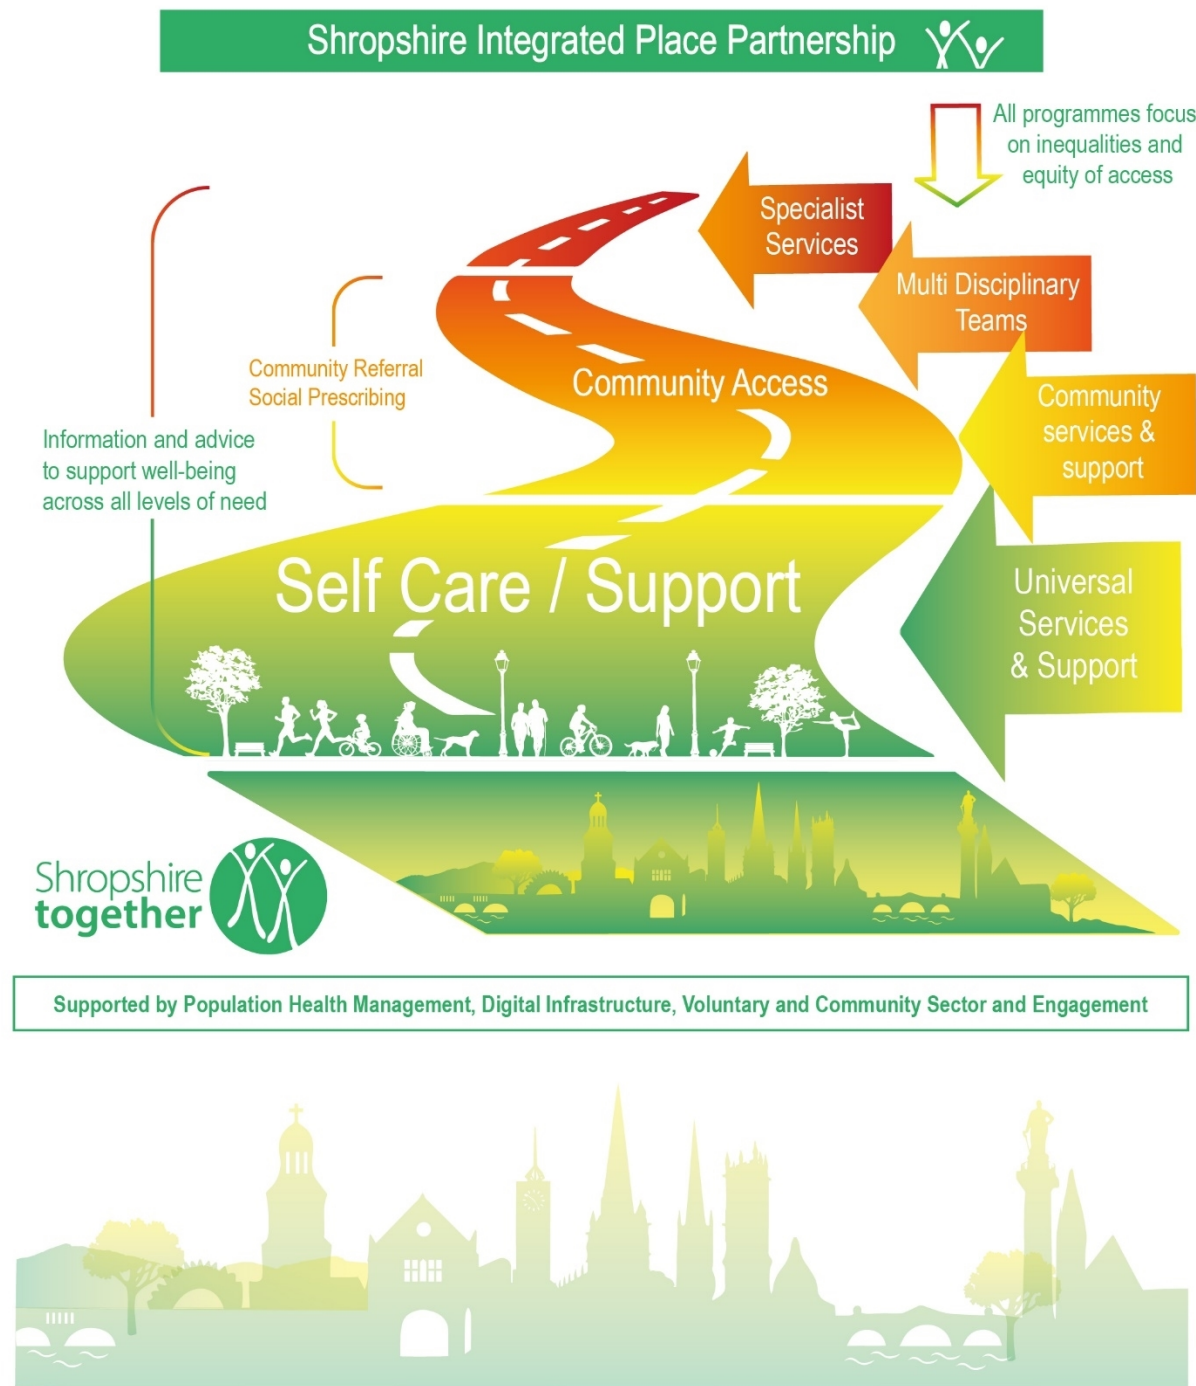 Shropshire Integrated Place Partnership
All programmes focus
on inequalities and
equity of access
Specialist
Services
Multi Disciplinary
Teams
Community Referral
Social Prescribing
Community Access
Community
services &
support
Information and advice
to support well-being
across all levels of need
Self Care / Support
Universal
Services
& Support
Shropshire
together
Supported by Population Health Management, Digital Infrastructure, Voluntary and Community Sector and Engagement